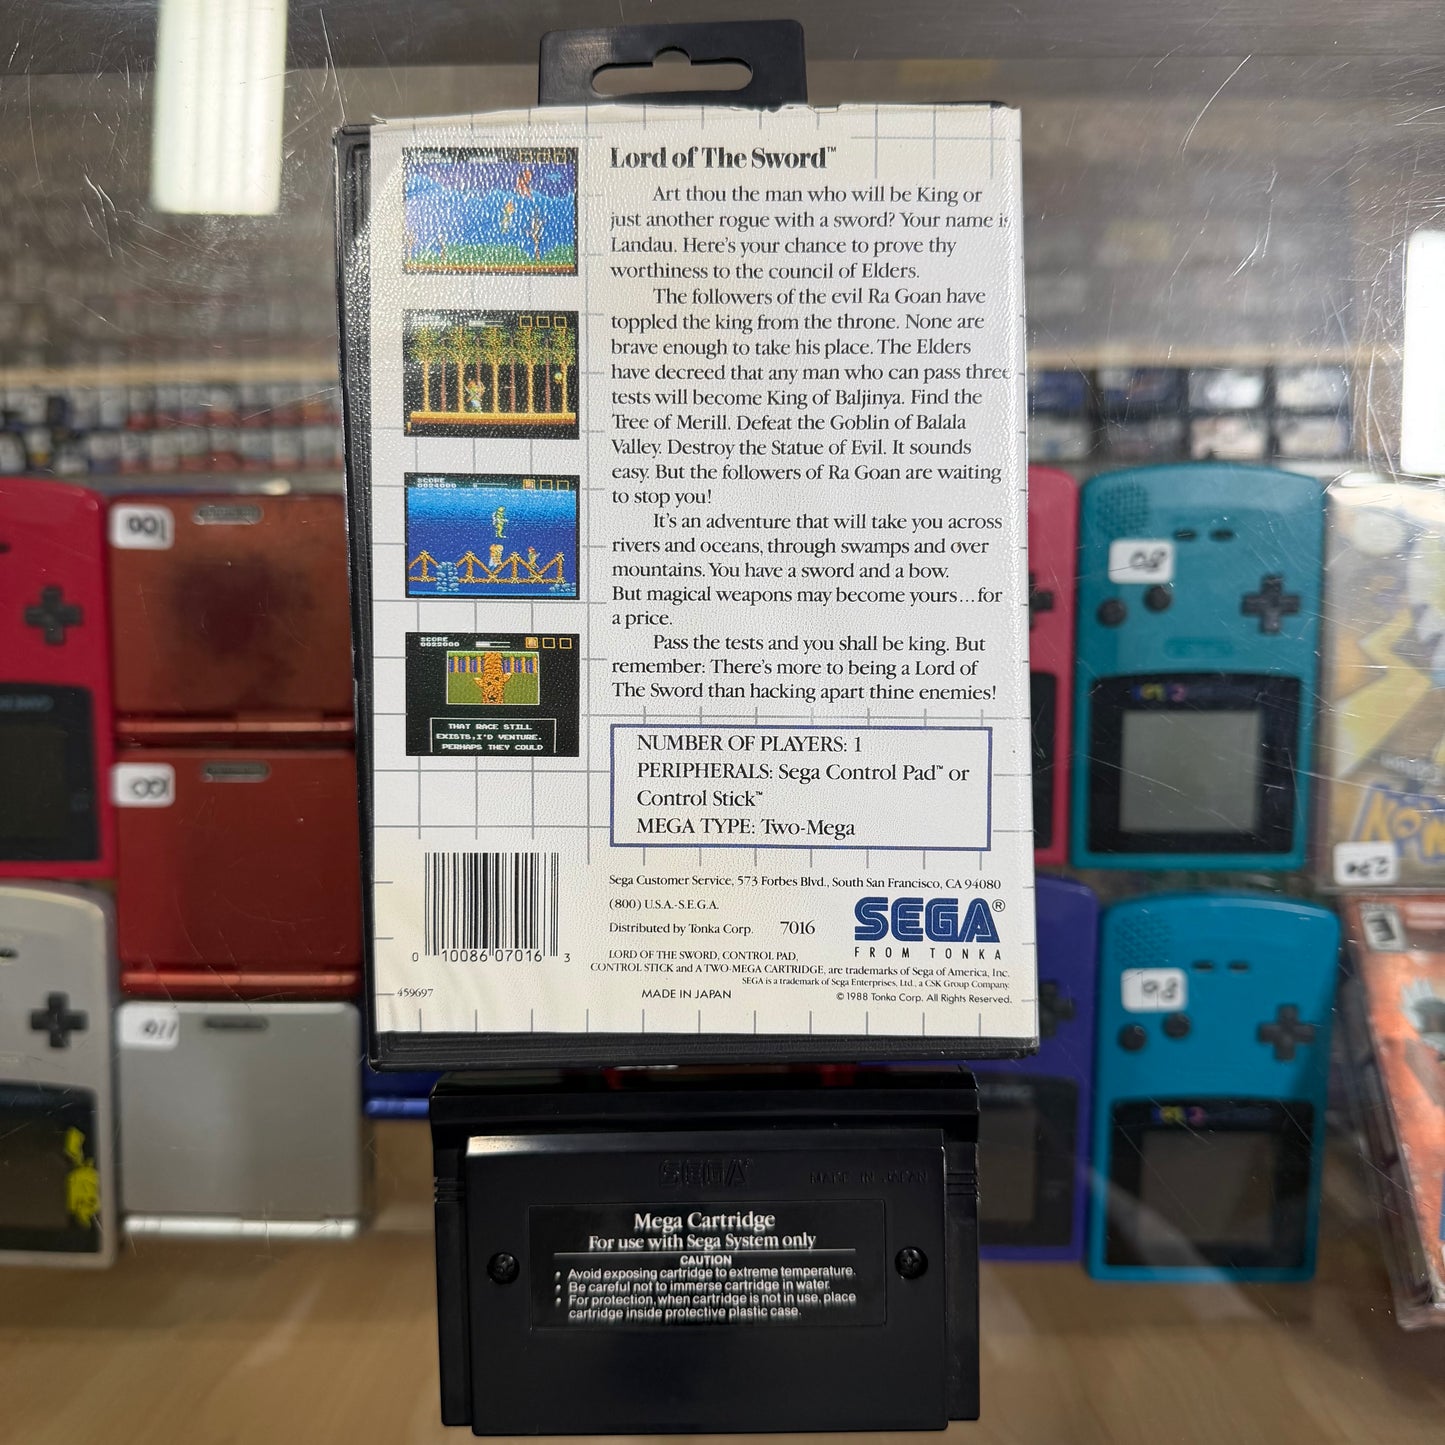 Lord of The Sword™
Art thou the man who will be King or
just another rogue with a sword? Your name is
Landau. Here's your chance to prove thy
worthiness to the council of Elders.
The followers of the evil Ra Goan have
toppled the king from the throne. None are
brave enough to take his place. The Elders
have decreed that any man who can pass three
tests will become King of Baljinya. Find the
Tree of Merill. Defeat the Goblin of Balala
Valley. Destroy the Statue of Evil. It sounds
easy. But the followers of Ra Goan are waiting
to stop you!
It's an adventure that will take you across
rivers and oceans, through swamps and over
mountains. You have a sword and a bow.
But magical weapons may become yours...for
a price.
Pass the tests and you shall be king. But
remember: There's more to being a Lord of
The Sword than hacking apart thine enemies!
SCORE
0024000
SCORE
0022000
THAT RACE STILL
EXISTS,I'D VENTURE.
PERHAPS THEY COULD
NUMBER OF PLAYERS: 1
PERIPHERALS: Sega Control Pad™ or
Control Stick™
MEGA TYPE: Two-Mega
Sega Customer Service, 573 Forbes Blvd., South San Francisco, CA 94080
(800) U.S.A.-S.E.G.A.
Distributed by Tonka Corp. 7016
SEGA®
FROM TONKA
LORD OF THE SWORD, CONTROL PAD,
CONTROL STICK and A TWO-MEGA CARTRIDGE, are trademarks of Sega of America, Inc.
SEGA is a trademark of Sega Enterprises, Ltd., a CSK Group Company.
MADE IN JAPAN © 1988 Tonka Corp. All Rights Reserved.
0 10086 07016 3
459697
SEGA MADE IN JAPAN
Mega Cartridge
For use with Sega System only
CAUTION
• Avoid exposing cartridge to extreme temperature.
• Be careful not to immerse cartridge in water.
• For protection, when cartridge is not in use, place
cartridge inside protective plastic case.
100
100
110
80
E